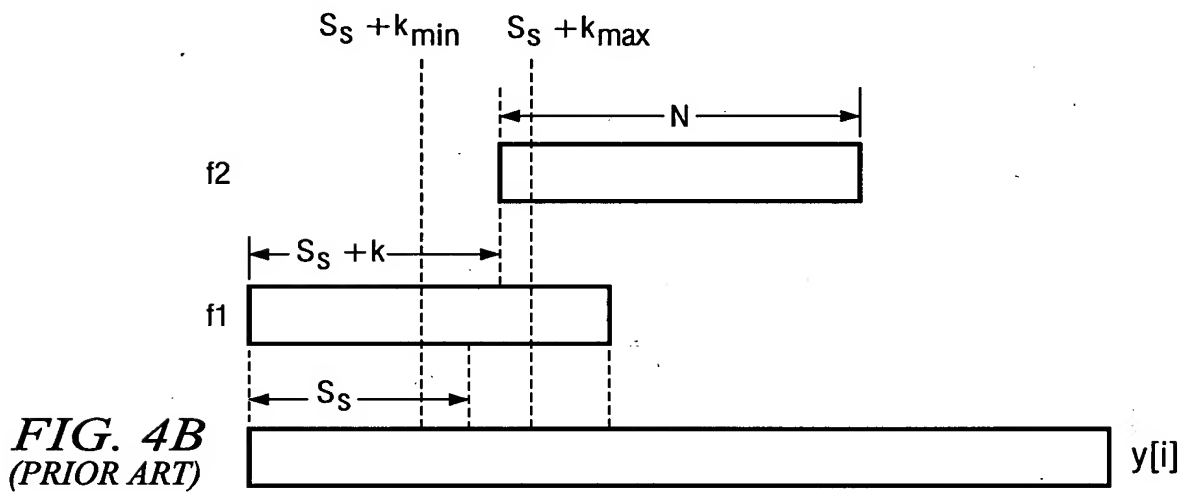 S_s + k_min S_s + k_max
N
f2
S_s + k
f1
S_s
FIG. 4B
(PRIOR ART)
y[i]